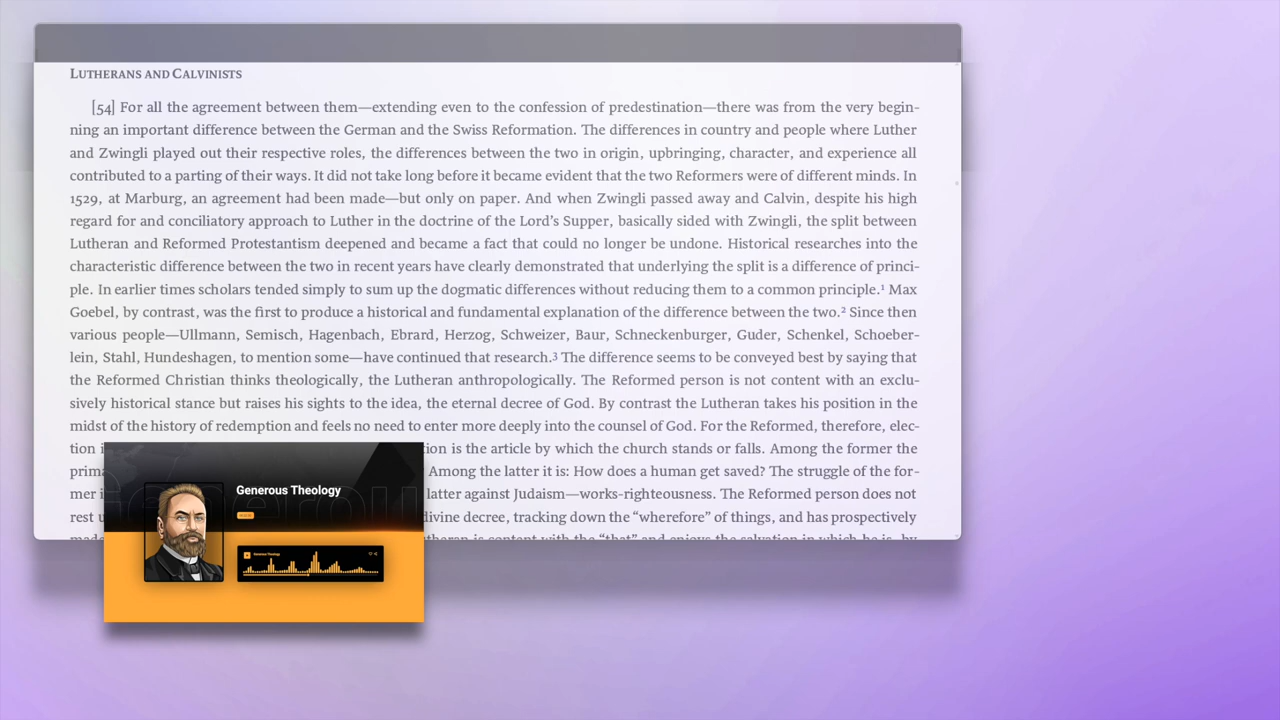 LUTHERANS AND CALVINISTS
[54] For all the agreement between them—extending even to the confession of predestination—there was from the very begin-
ning an important difference between the German and the Swiss Reformation. The differences in country and people where Luther
and Zwingli played out their respective roles, the differences between the two in origin, upbringing, character, and experience all
contributed to a parting of their ways. It did not take long before it became evident that the two Reformers were of different minds. In
1529, at Marburg, an agreement had been made—but only on paper. And when Zwingli passed away and Calvin, despite his high
regard for and conciliatory approach to Luther in the doctrine of the Lord’s Supper, basically sided with Zwingli, the split between
Lutheran and Reformed Protestantism deepened and became a fact that could no longer be undone. Historical researches into the
characteristic difference between the two in recent years have clearly demonstrated that underlying the split is a difference of princi-
ple. In earlier times scholars tended simply to sum up the dogmatic differences without reducing them to a common principle.¹ Max
Goebel, by contrast, was the first to produce a historical and fundamental explanation of the difference between the two.² Since then
various people—Ullmann, Semisch, Hagenbach, Ebrard, Herzog, Schweizer, Baur, Schneckenburger, Guder, Schenkel, Schoeber-
lein, Stahl, Hundeshagen, to mention some—have continued that research.³ The difference seems to be conveyed best by saying that
the Reformed Christian thinks theologically, the Lutheran anthropologically. The Reformed person is not content with an exclu-
sively historical stance but raises his sights to the idea, the eternal decree of God. By contrast the Lutheran takes his position in the
midst of the history of redemption and feels no need to enter more deeply into the counsel of God. For the Reformed, therefore, elec-
tion is the article by which the church stands or falls. Among the former the
Among the latter it is: How does a human get saved? The struggle of the for-
mer latter against Judaism—works-righteousness. The Reformed person does not
rest divine decree, tracking down the “wherefore” of things, and has prospectively
is content with the “that” and enjoys the salvation in which he is, by
Generous Theology
Generous Theology